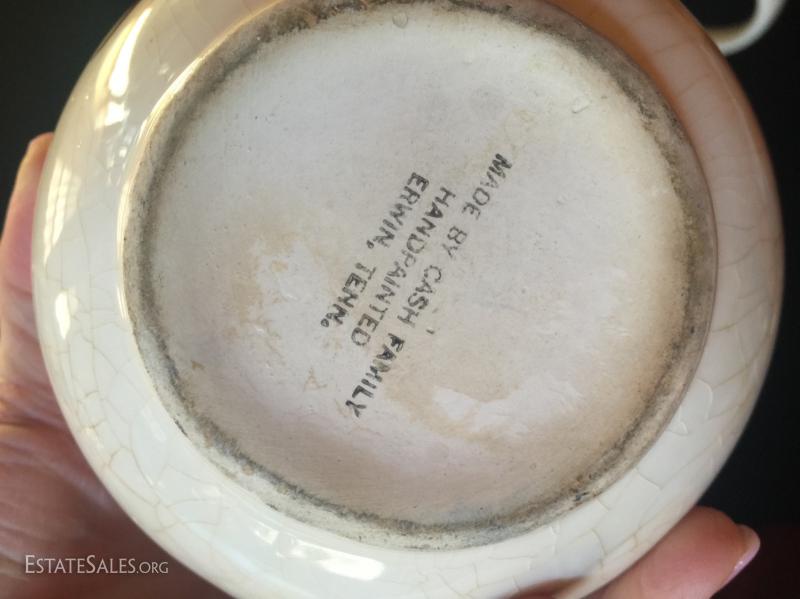 MADE BY CASH FAMILY
HANDPAINTED
ERWIN, TENN.
ESTATESALES.ORG